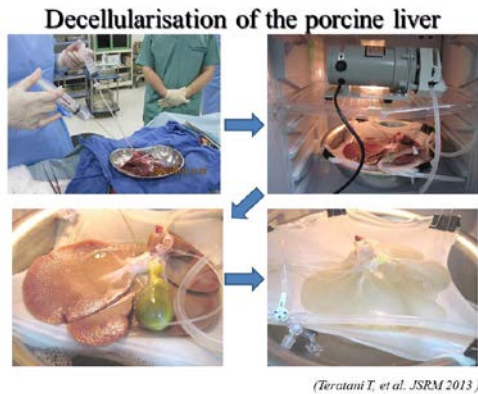 Decellularisation of the porcine liver
(Teratani T, et al. JSRM 2013 )